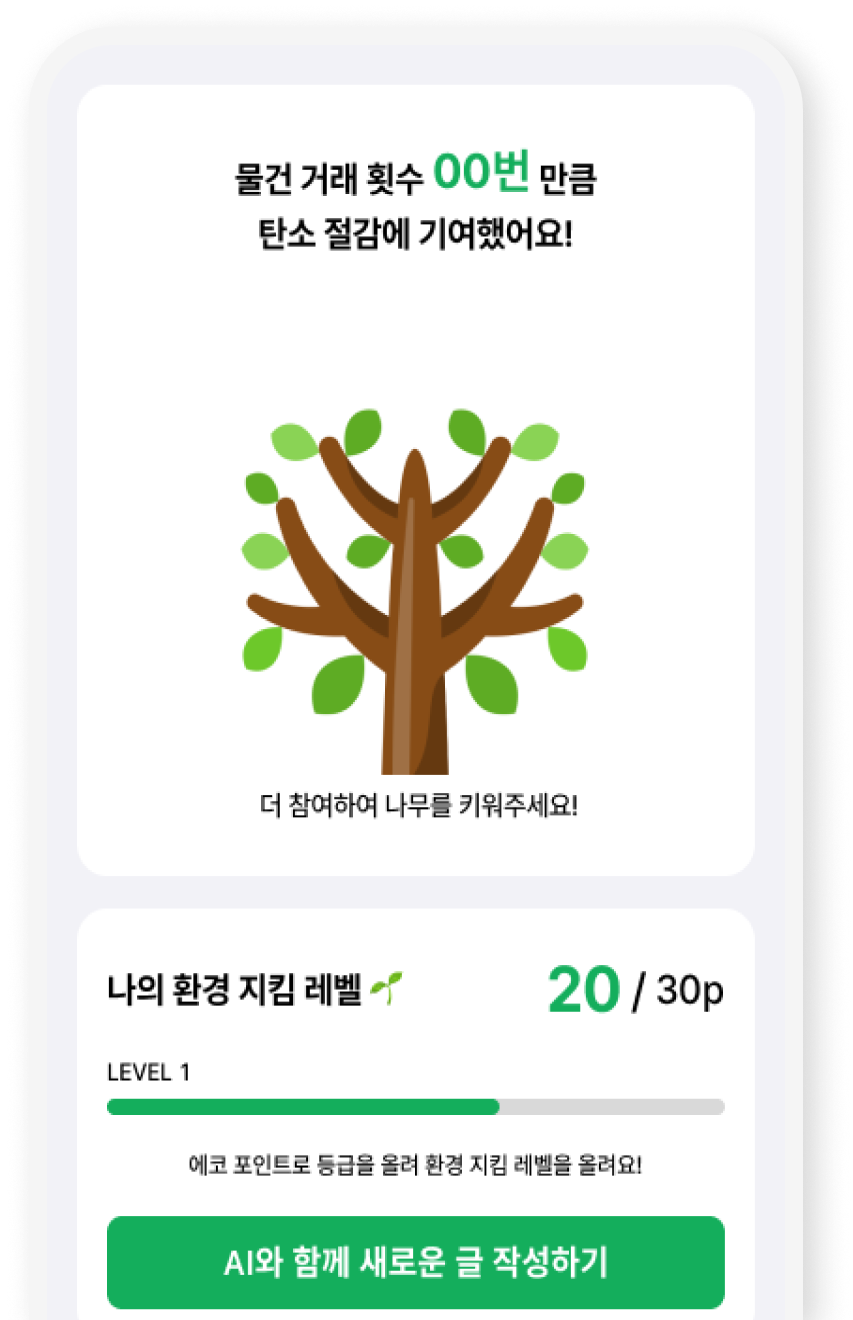 물건 거래 횟수 00번 만큼
탄소 절감에 기여했어요!
더 참여하여 나무를 키워주세요!
나의 환경 지킴 레벨 20 / 30p
LEVEL 1
에코 포인트로 등급을 올려 환경 지킴 레벨을 올려요!
AI와 함께 새로운 글 작성하기